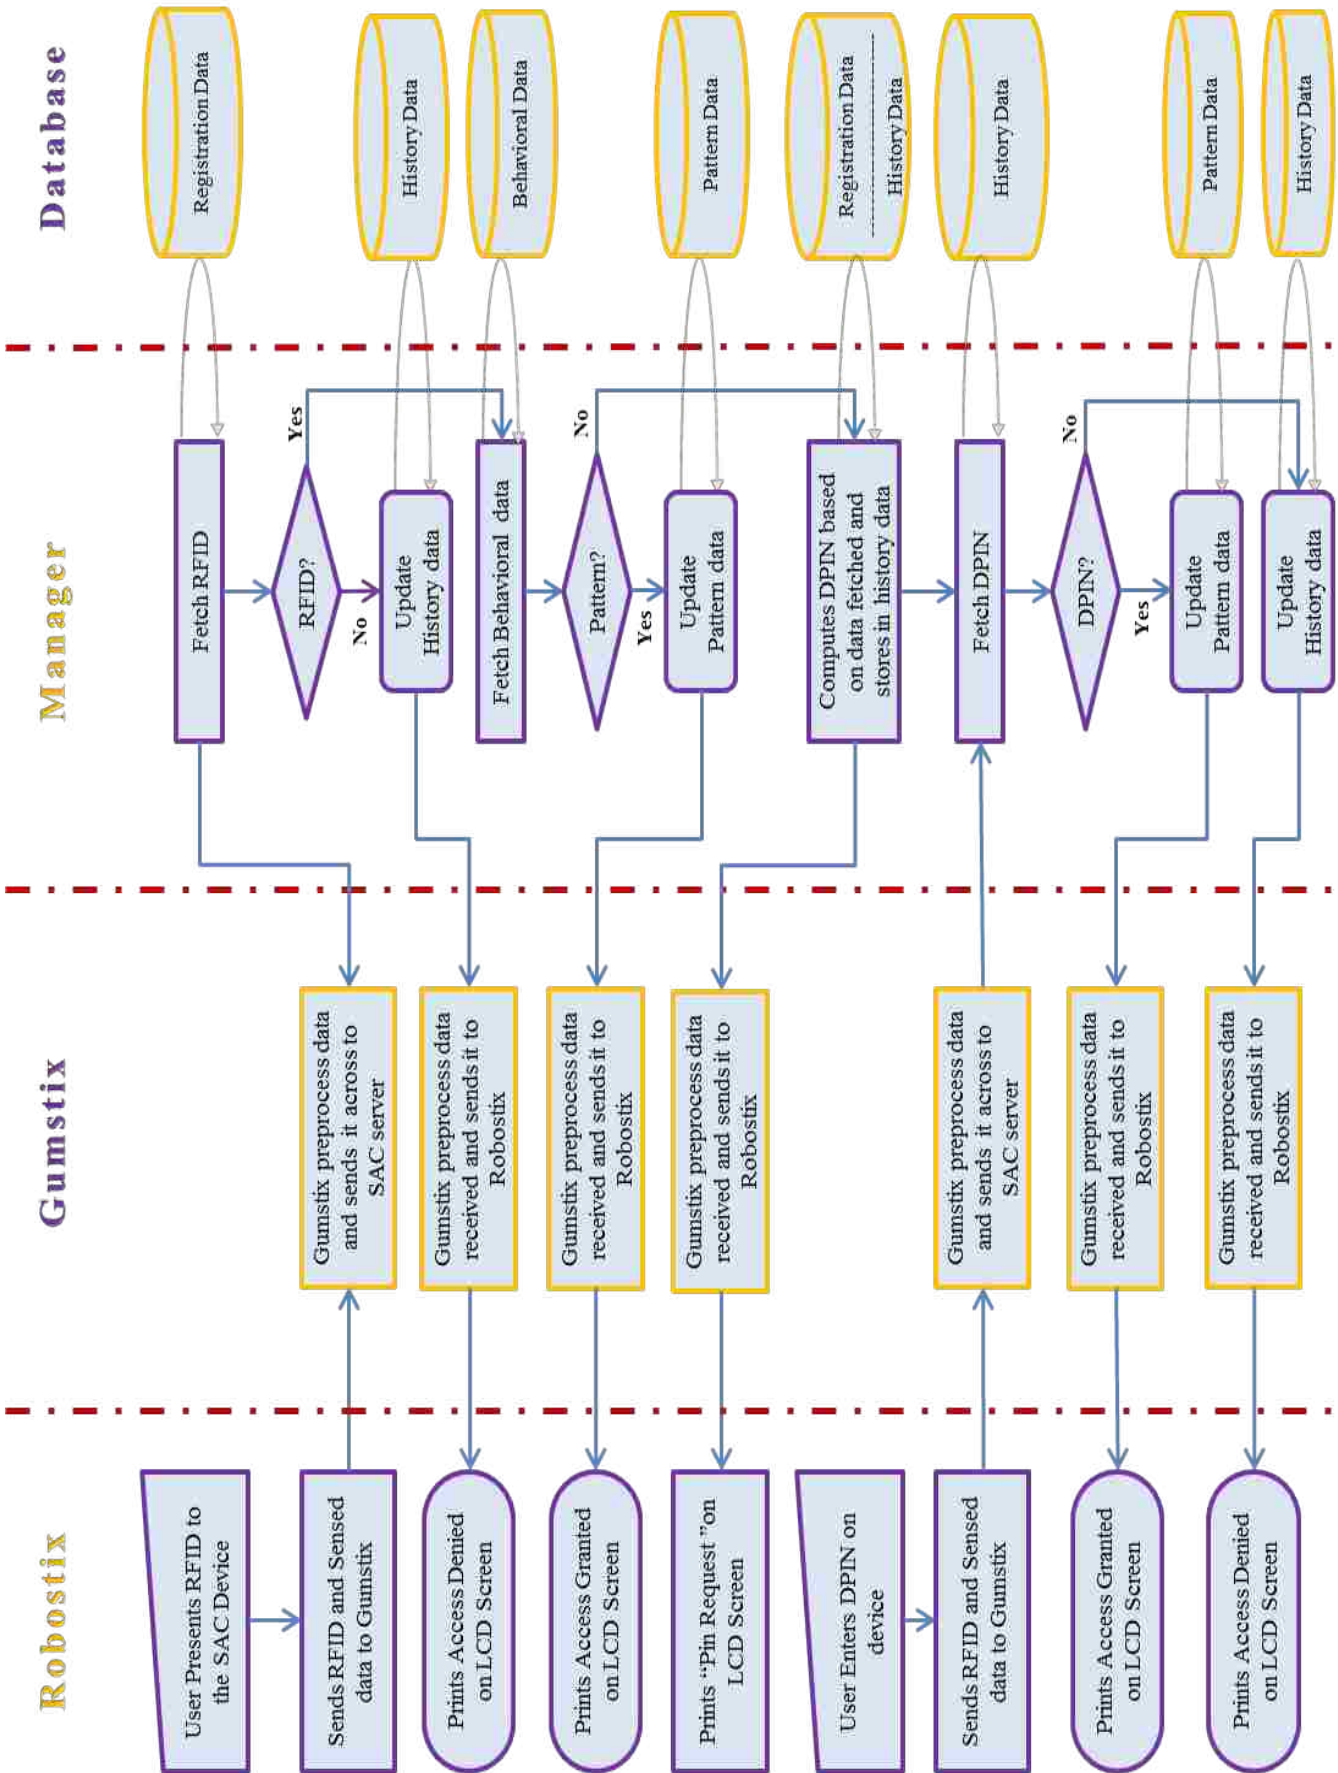 Robostix
Gumstix
Manager
Database
User Presents RFID to
the SAC Device
Sends RFID and Sensed
data to Gumstix
Prints Access Denied
on LCD Screen
Prints Access Granted
on LCD Screen
Prints “Pin Request ”on
LCD Screen
User Enters DPIN on
device
Sends RFID and Sensed
data to Gumstix
Prints Access Granted
on LCD Screen
Prints Access Denied
on LCD Screen
Gumstix preprocess data
and sends it across to
SAC server
Gumstix preprocess data
received and sends it to
Robostix
Gumstix preprocess data
received and sends it to
Robostix
Gumstix preprocess data
received and sends it to
Robostix
Gumstix preprocess data
and sends it across to
SAC server
Gumstix preprocess data
received and sends it to
Robostix
Gumstix preprocess data
received and sends it to
Robostix
Fetch RFID
RFID?
Yes
No
Update
History data
Fetch Behavioral data
Pattern?
No
Yes
Update
Pattern data
Computes DPIN based
on data fetched and
stores in history data
Fetch DPIN
DPIN?
No
Yes
Update
Pattern data
Update
History data
Registration Data
History Data
Behavioral Data
Pattern Data
Registration Data
History Data
History Data
Pattern Data
History Data